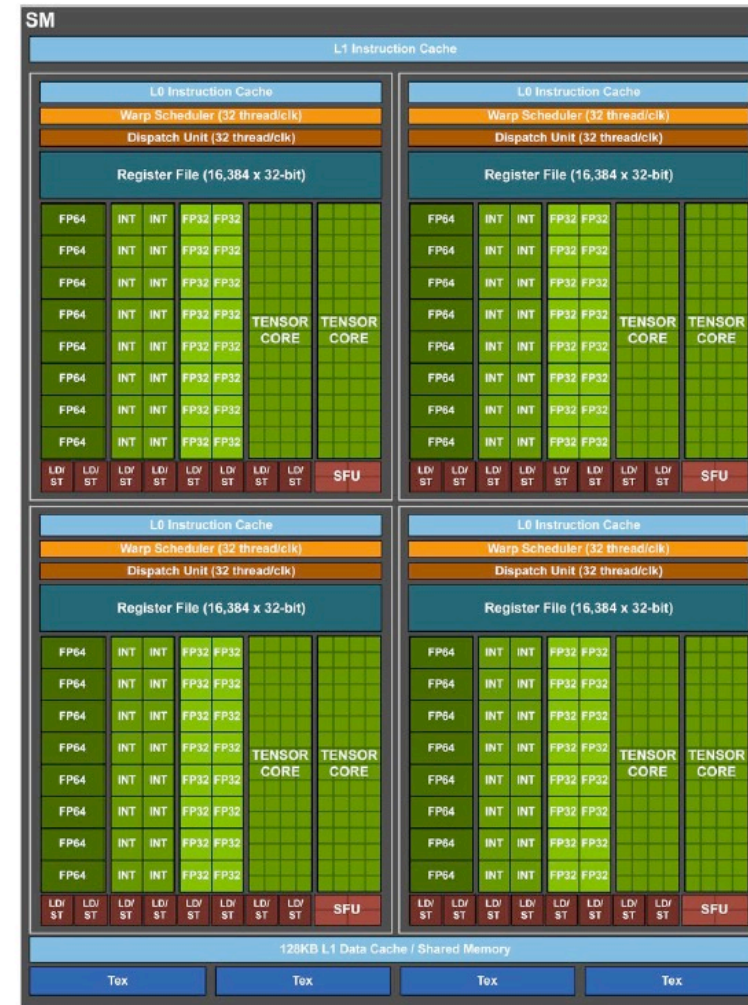 SM
L1 Instruction Cache
L0 Instruction Cache
Warp Scheduler (32 thread/clk)
Dispatch Unit (32 thread/clk)
Register File (16,384 x 32-bit)
FP64 INT INT FP32 FP32
FP64 INT INT FP32 FP32
FP64 INT INT FP32 FP32
FP64 INT INT FP32 FP32 TENSOR TENSOR
FP64 INT INT FP32 FP32 CORE CORE
FP64 INT INT FP32 FP32
FP64 INT INT FP32 FP32
FP64 INT INT FP32 FP32
LD/ LD/ LD/ LD/ LD/ LD/ LD/ LD/ SFU
ST ST ST ST ST ST ST ST
L0 Instruction Cache
Warp Scheduler (32 thread/clk)
Dispatch Unit (32 thread/clk)
Register File (16,384 x 32-bit)
FP64 INT INT FP32 FP32
FP64 INT INT FP32 FP32
FP64 INT INT FP32 FP32
FP64 INT INT FP32 FP32 TENSOR TENSOR
FP64 INT INT FP32 FP32 CORE CORE
FP64 INT INT FP32 FP32
FP64 INT INT FP32 FP32
FP64 INT INT FP32 FP32
LD/ LD/ LD/ LD/ LD/ LD/ LD/ LD/ SFU
ST ST ST ST ST ST ST ST
L0 Instruction Cache
Warp Scheduler (32 thread/clk)
Dispatch Unit (32 thread/clk)
Register File (16,384 x 32-bit)
FP64 INT INT FP32 FP32
FP64 INT INT FP32 FP32
FP64 INT INT FP32 FP32
FP64 INT INT FP32 FP32 TENSOR TENSOR
FP64 INT INT FP32 FP32 CORE CORE
FP64 INT INT FP32 FP32
FP64 INT INT FP32 FP32
FP64 INT INT FP32 FP32
LD/ LD/ LD/ LD/ LD/ LD/ LD/ LD/ SFU
ST ST ST ST ST ST ST ST
L0 Instruction Cache
Warp Scheduler (32 thread/clk)
Dispatch Unit (32 thread/clk)
Register File (16,384 x 32-bit)
FP64 INT INT FP32 FP32
FP64 INT INT FP32 FP32
FP64 INT INT FP32 FP32
FP64 INT INT FP32 FP32 TENSOR TENSOR
FP64 INT INT FP32 FP32 CORE CORE
FP64 INT INT FP32 FP32
FP64 INT INT FP32 FP32
FP64 INT INT FP32 FP32
LD/ LD/ LD/ LD/ LD/ LD/ LD/ LD/ SFU
ST ST ST ST ST ST ST ST
128KB L1 Data Cache / Shared Memory
Tex Tex Tex Tex